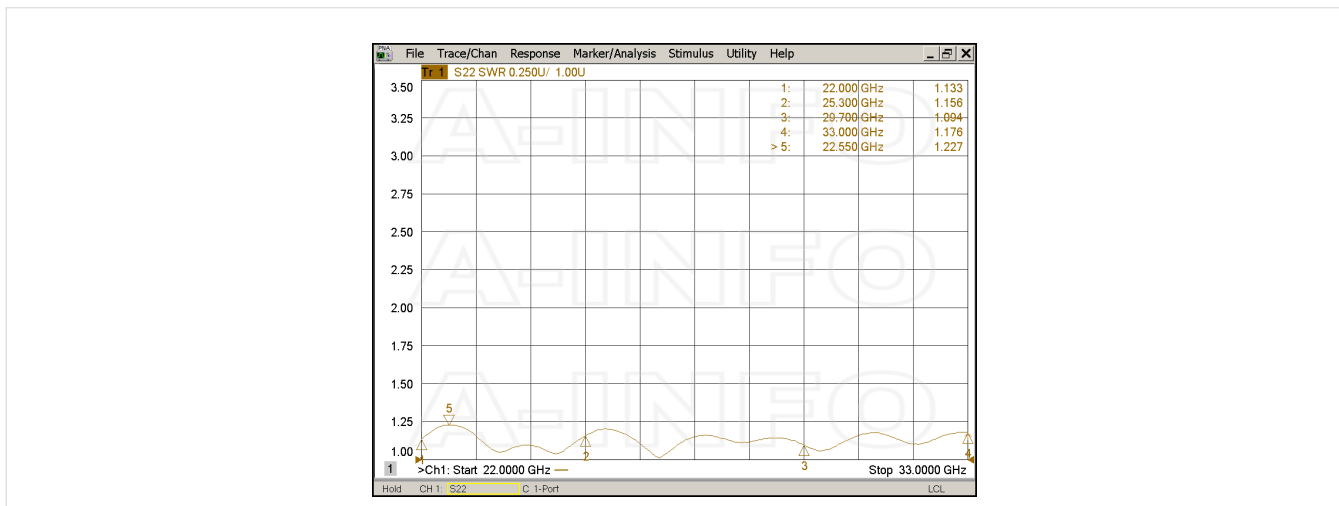 PNA File Trace/Chan Response Marker/Analysis Stimulus Utility Help
Tr 1 S22 SWR 0.250U/ 1.00U
3.50
3.25
3.00
2.75
2.50
2.25
2.00
1.75
1.50
1.25
1.00
1: 22.000 GHz 1.133
2: 25.300 GHz 1.156
3: 29.700 GHz 1.094
4: 33.000 GHz 1.176
> 5: 22.550 GHz 1.227
A-INFO
A-INFO
A-INFO
5
1
2
3
4
1 >Ch1: Start 22.0000 GHz Stop 33.0000 GHz
Hold CH 1: S22 C 1-Port LCL